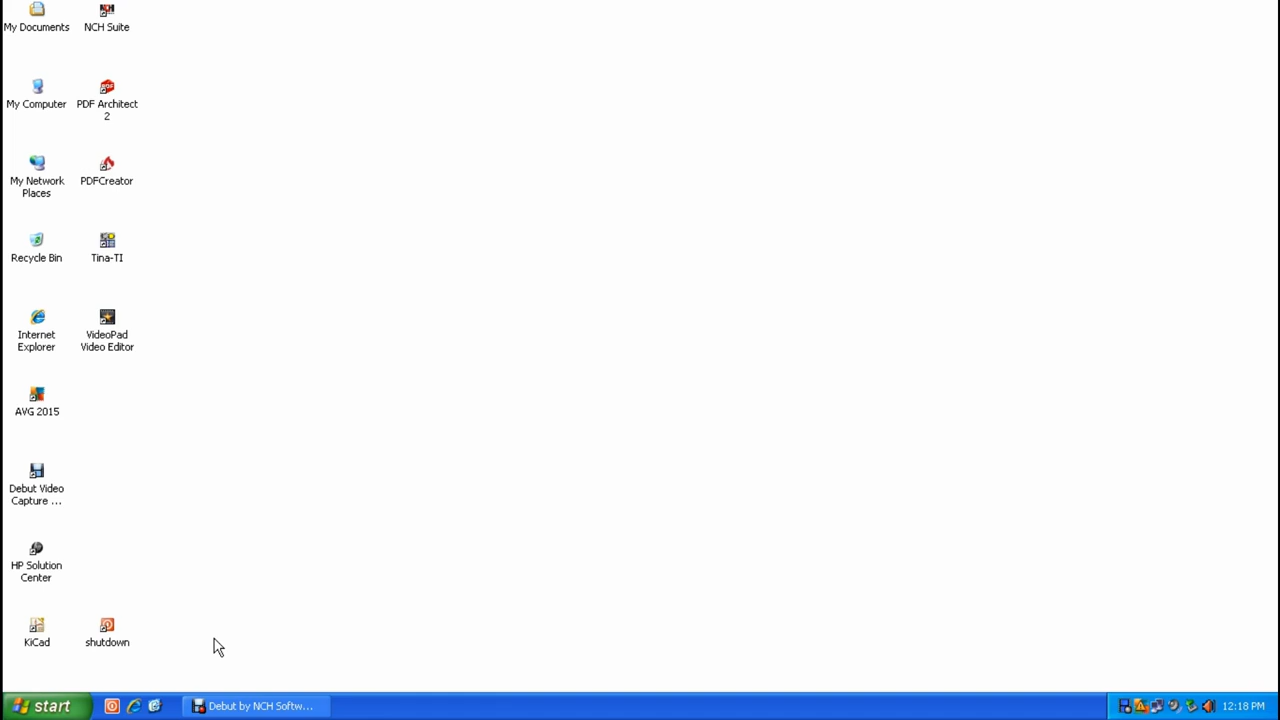 My Documents
NCH Suite
My Computer
PDF Architect
2
My Network
Places
PDFCreator
Recycle Bin
Tina-TI
Internet
Explorer
VideoPad
Video Editor
AVG 2015
Debut Video
Capture ...
HP Solution
Center
KiCad
shutdown
start
Debut by NCH Softw...
12:18 PM